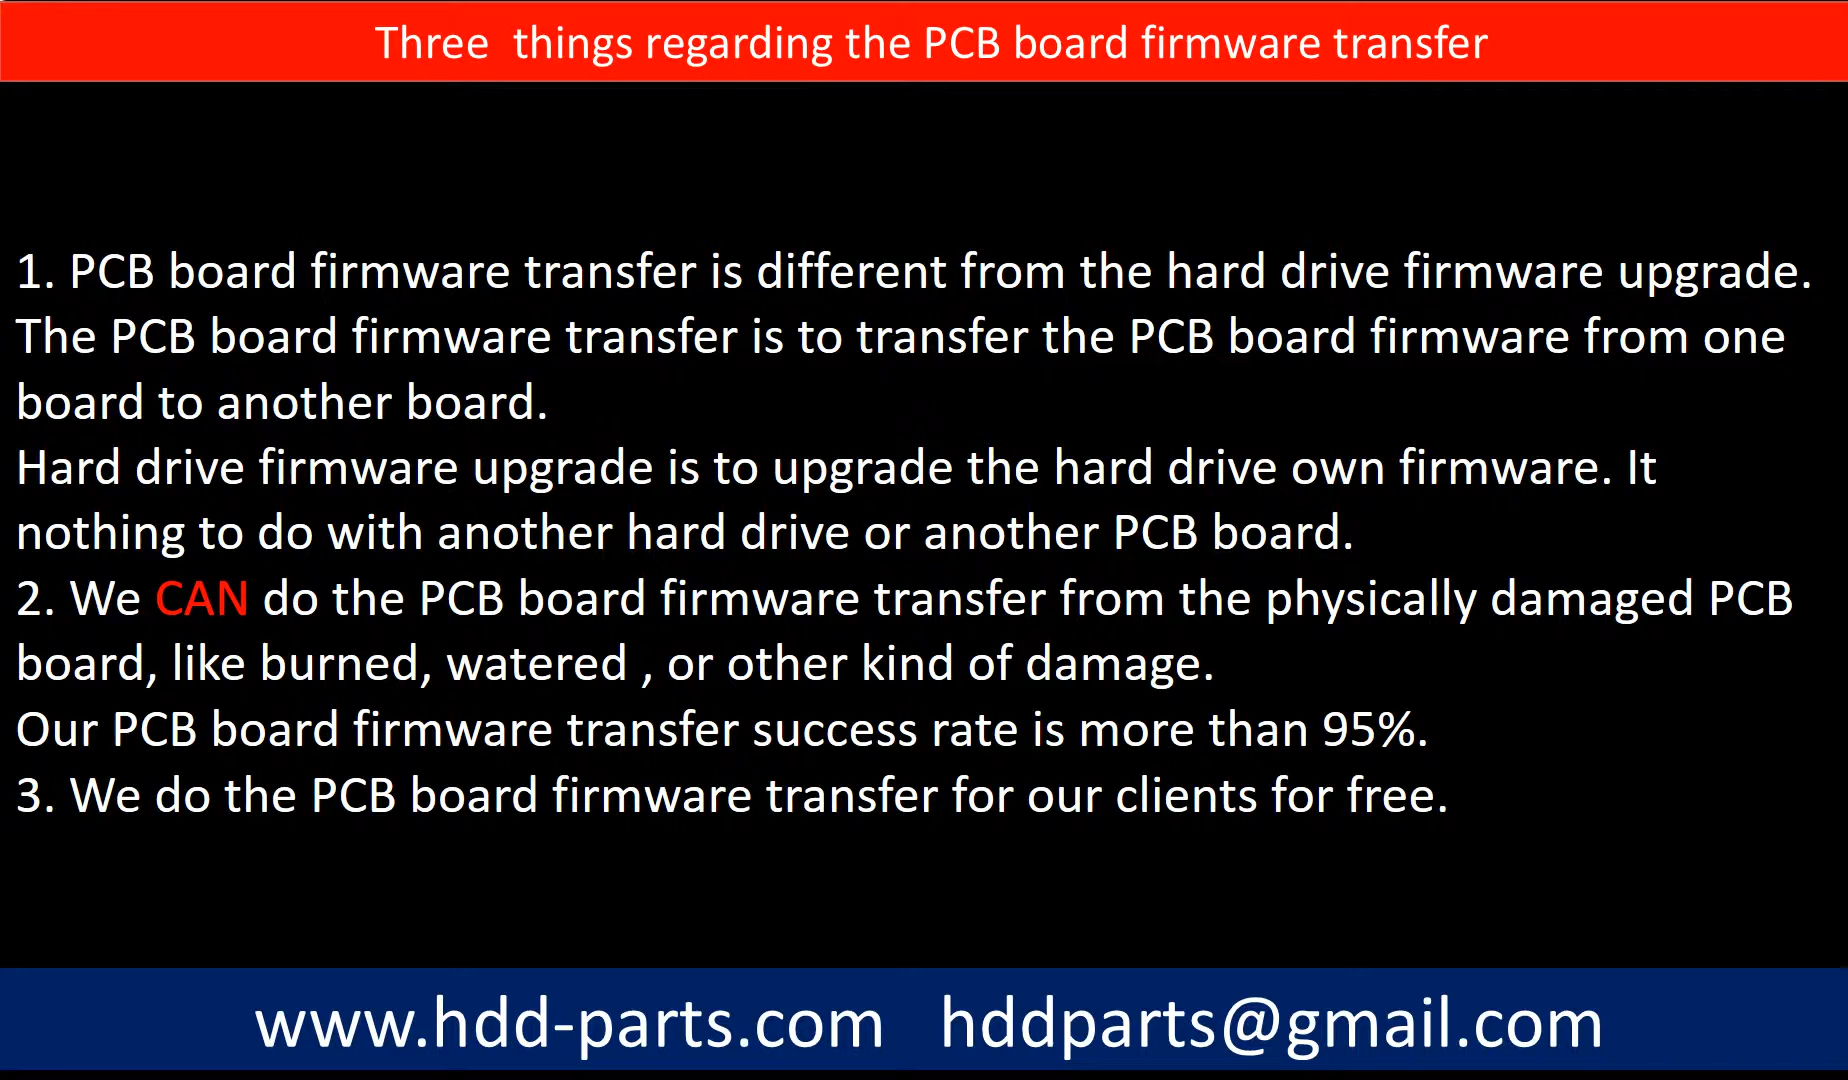 Three  things regarding the PCB board firmware transfer
1. PCB board firmware transfer is different from the hard drive firmware upgrade.
The PCB board firmware transfer is to transfer the PCB board firmware from one
board to another board.
Hard drive firmware upgrade is to upgrade the hard drive own firmware. It
nothing to do with another hard drive or another PCB board.
2. We CAN do the PCB board firmware transfer from the physically damaged PCB
board, like burned, watered , or other kind of damage.
Our PCB board firmware transfer success rate is more than 95%.
3. We do the PCB board firmware transfer for our clients for free.
www.hdd-parts.com   hddparts@gmail.com